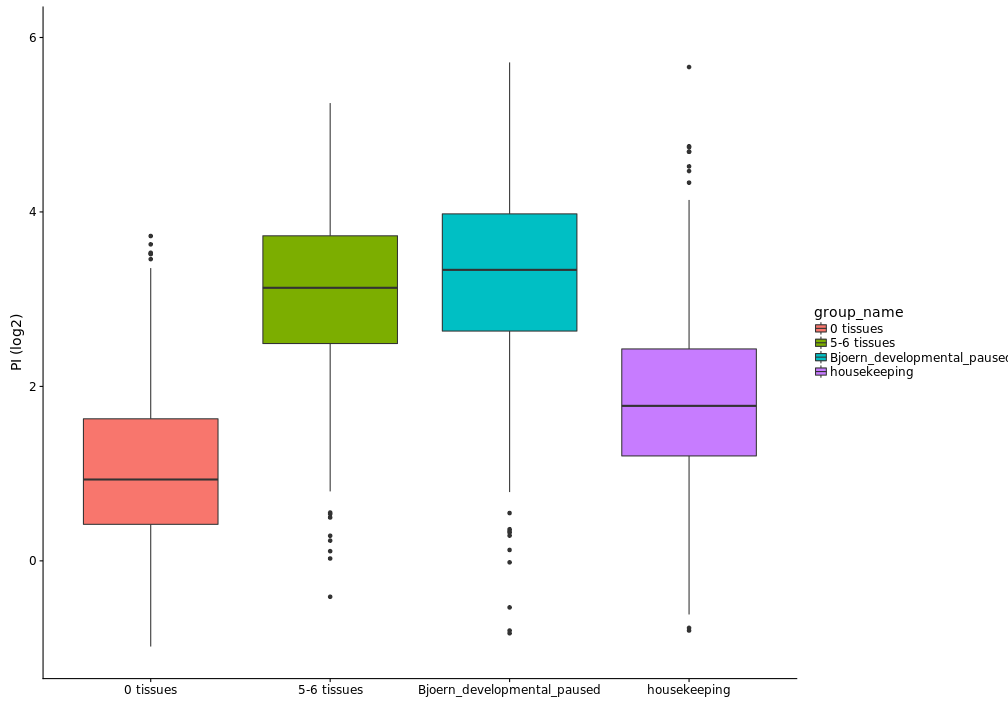 6
4
2
0
PI (log2)
0 tissues
5-6 tissues
Bjoern_developmental_paused
housekeeping
group_name
0 tissues
5-6 tissues
Bjoern_developmental_paused
housekeeping